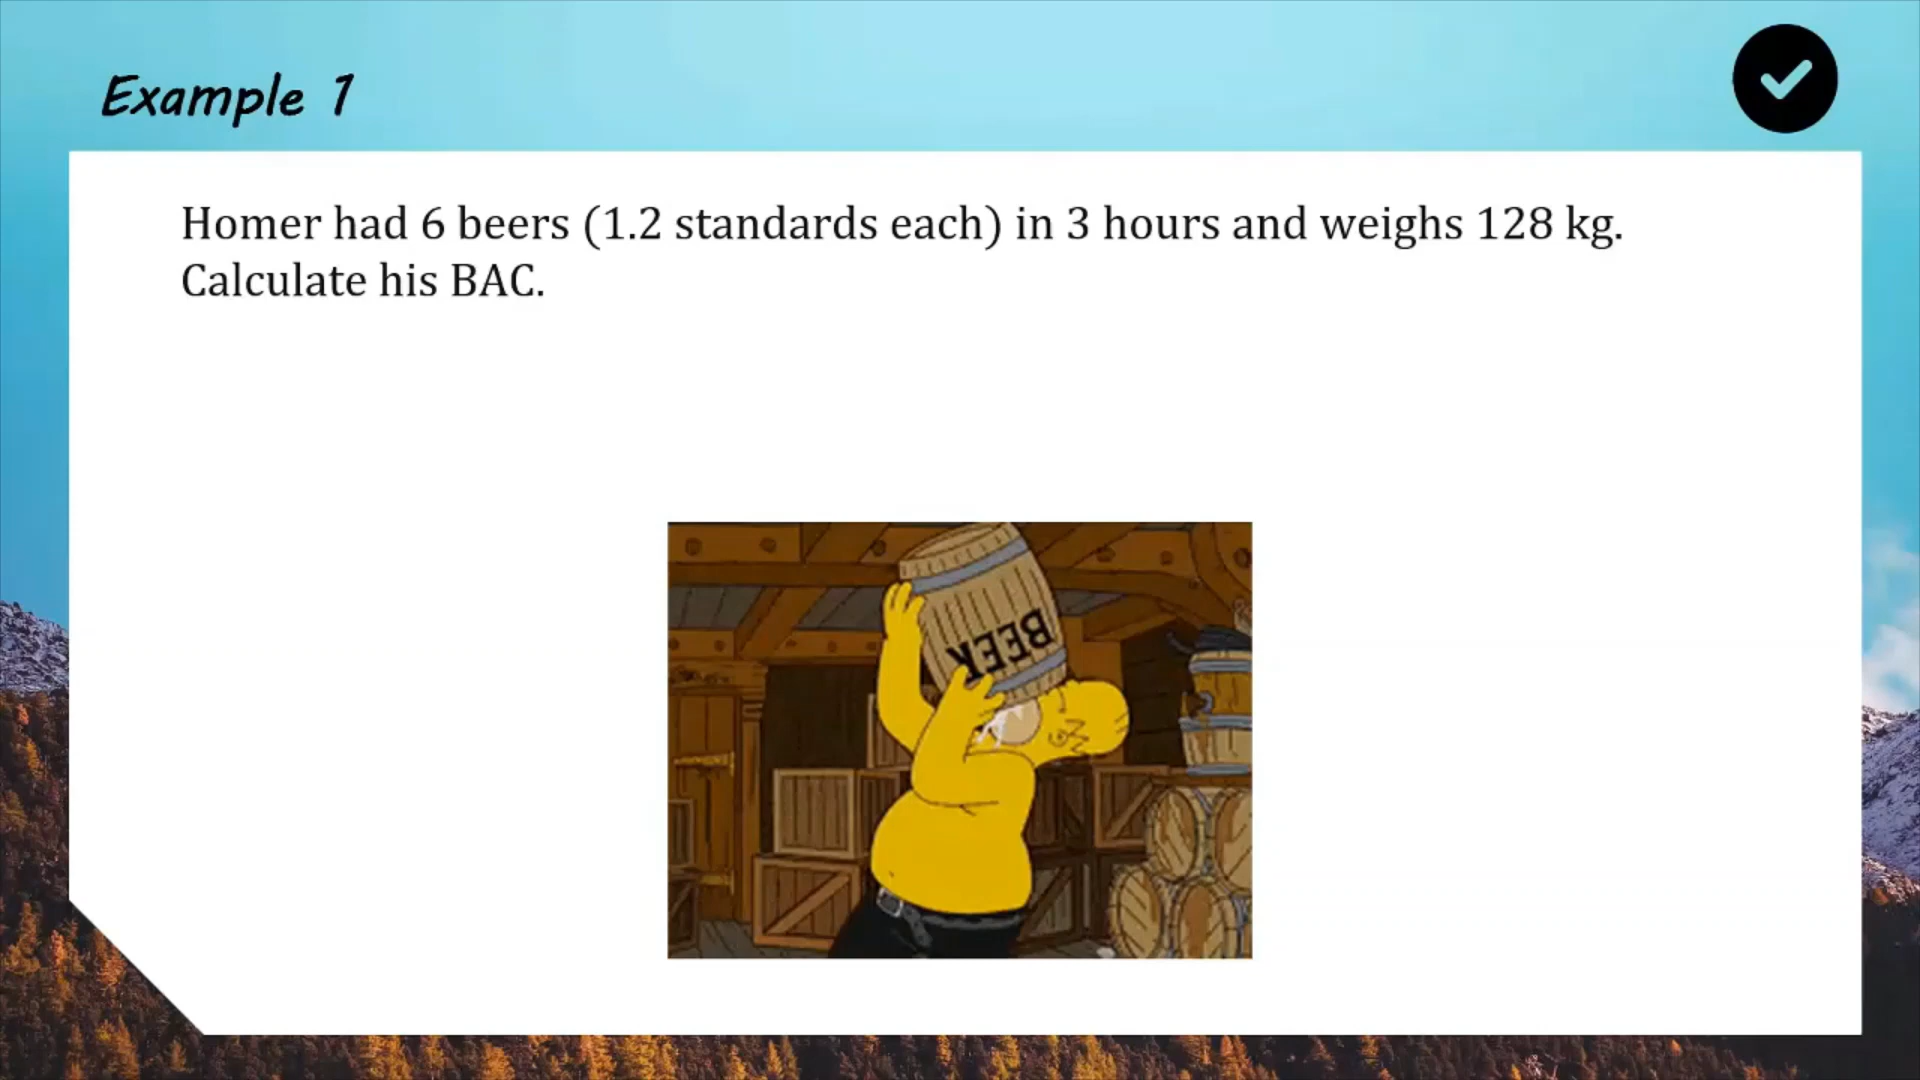 Example 1
Homer had 6 beers (1.2 standards each) in 3 hours and weighs 128 kg.
Calculate his BAC.
BEER